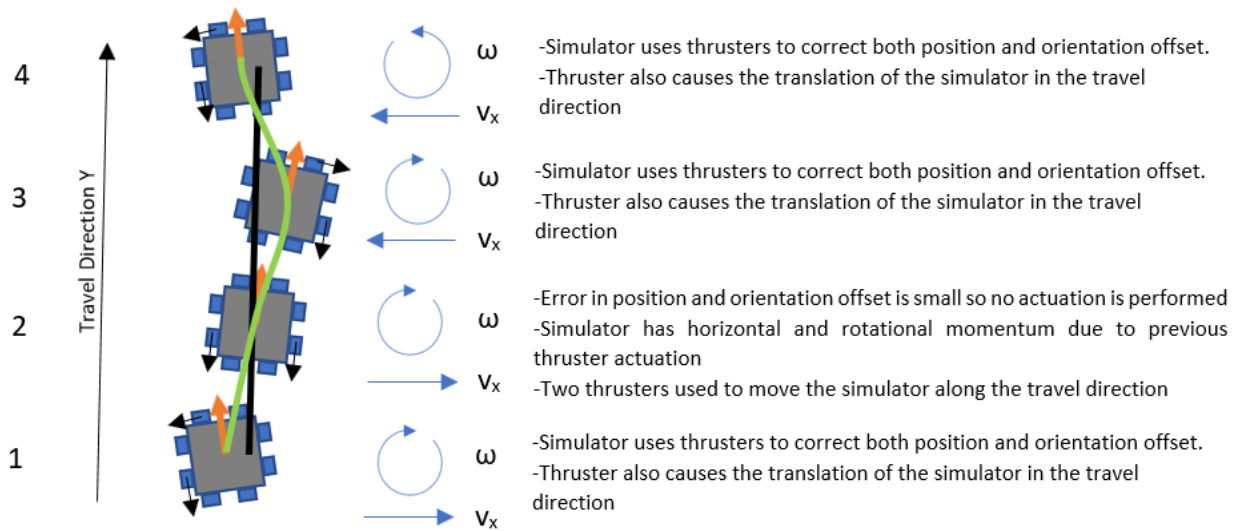 4
ω
Vx
-Simulator uses thrusters to correct both position and orientation offset.
-Thruster also causes the translation of the simulator in the travel
direction
3
ω
Vx
-Simulator uses thrusters to correct both position and orientation offset.
-Thruster also causes the translation of the simulator in the travel
direction
2
ω
Vx
-Error in position and orientation offset is small so no actuation is performed
-Simulator has horizontal and rotational momentum due to previous
thruster actuation
-Two thrusters used to move the simulator along the travel direction
1
ω
Vx
-Simulator uses thrusters to correct both position and orientation offset.
-Thruster also causes the translation of the simulator in the travel
direction
Travel Direction Y